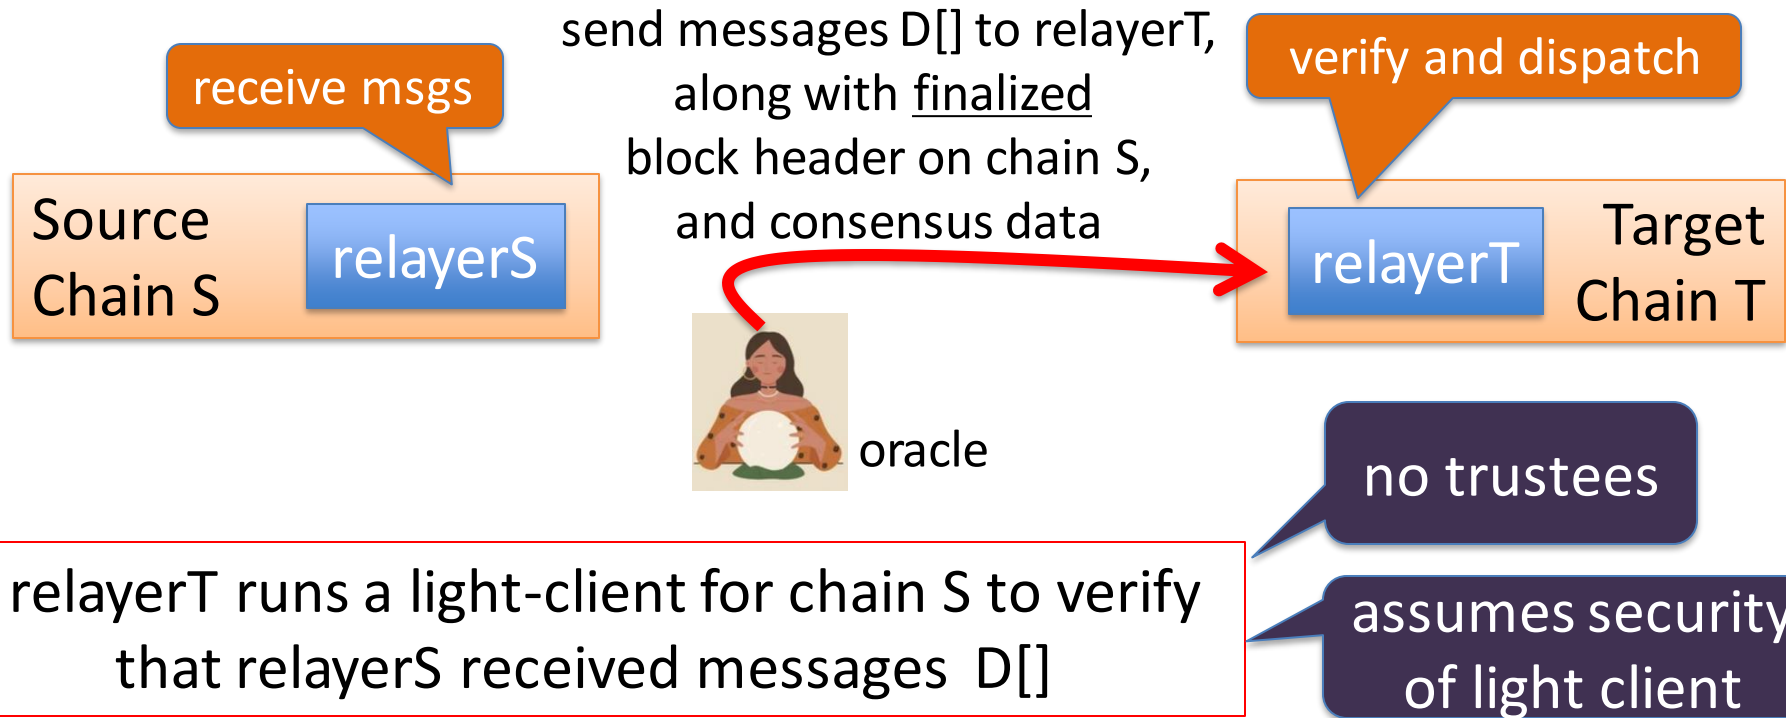 send messages D[] to relayerT,
along with finalized
block header on chain S,
and consensus data
receive msgs
verify and dispatch
Source
Chain S
relayerS
relayerT
Target
Chain T
oracle
no trustees
relayerT runs a light-client for chain S to verify
that relayerS received messages D[]
assumes security
of light client